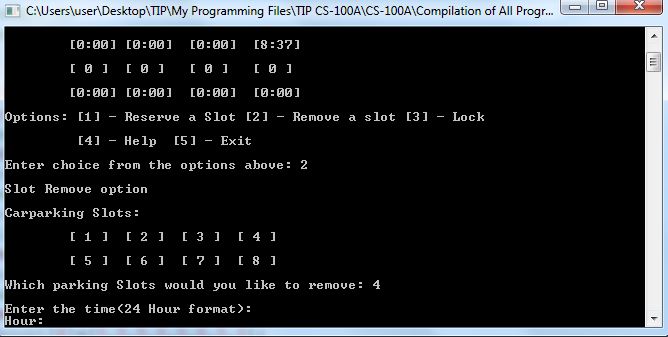 C:\Users\user\Desktop\TIP\My Programming Files\TIP CS-100A\CS-100A\Compilation of All Progr...
[0:00] [0:00] [0:00] [8:37]
[ 0 ] [ 0 ] [ 0 ] [ 0 ]
[0:00] [0:00] [0:00] [0:00]
Options: [1] - Reserve a Slot [2] - Remove a slot [3] - Lock
[4] - Help [5] - Exit
Enter choice from the options above: 2
Slot Remove option
Carparking Slots:
[ 1 ] [ 2 ] [ 3 ] [ 4 ]
[ 5 ] [ 6 ] [ 7 ] [ 8 ]
Which parking Slots would you like to remove: 4
Enter the time(24 Hour format):
Hour: